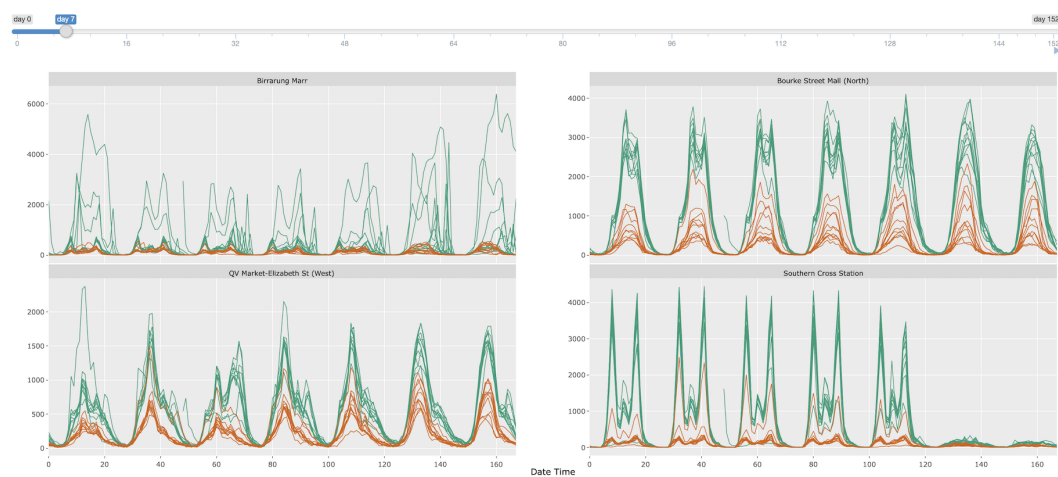 day 0 day 7 day 152
0 16 32 48 64 80 96 112 128 144 152
Birrarung Marr
6000
4000
2000
0
Bourke Street Mall (North)
4000
3000
2000
1000
0
QV Market-Elizabeth St (West)
2000
1500
1000
500
0
0 20 40 60 80 100 120 140 160
Southern Cross Station
4000
3000
2000
1000
0
0 20 40 60 80 100 120 140 160
Date Time